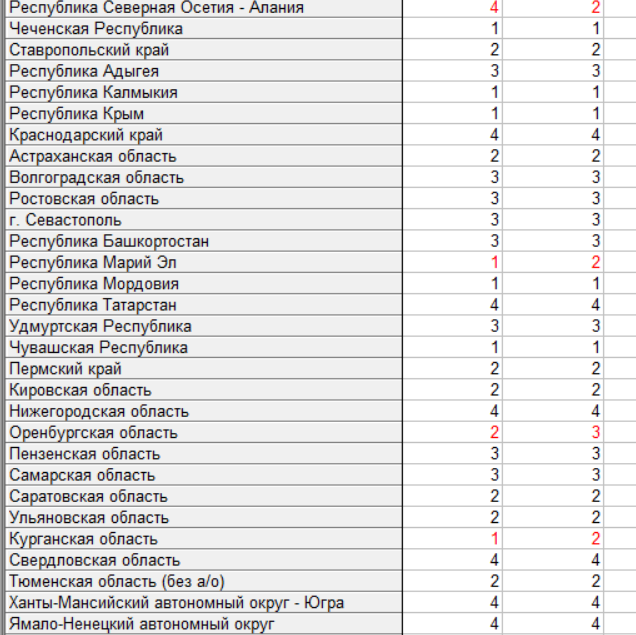 Республика Северная Осетия - Алания 4 2
Чеченская Республика 1 1
Ставропольский край 2 2
Республика Адыгея 3 3
Республика Калмыкия 1 1
Республика Крым 1 1
Краснодарский край 4 4
Астраханская область 2 2
Волгоградская область 3 3
Ростовская область 3 3
г. Севастополь 3 3
Республика Башкортостан 3 3
Республика Марий Эл 1 2
Республика Мордовия 1 1
Республика Татарстан 4 4
Удмуртская Республика 3 3
Чувашская Республика 1 1
Пермский край 2 2
Кировская область 2 2
Нижегородская область 4 4
Оренбургская область 2 3
Пензенская область 3 3
Самарская область 3 3
Саратовская область 2 2
Ульяновская область 2 2
Курганская область 1 2
Свердловская область 4 4
Тюменская область (без а/о) 2 2
Ханты-Мансийский автономный округ - Югра 4 4
Ямало-Ненецкий автономный округ 4 4